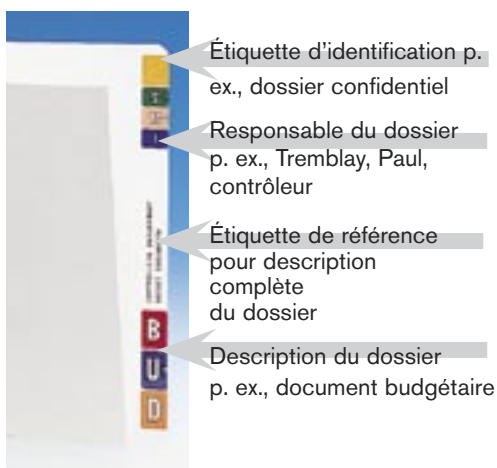 Étiquette d'identification p.
ex., dossier confidentiel
Responsable du dossier
p. ex., Tremblay, Paul,
contrôleur
Étiquette de référence
pour description
complète
du dossier
Description du dossier
p. ex., document budgétaire
B
U
D